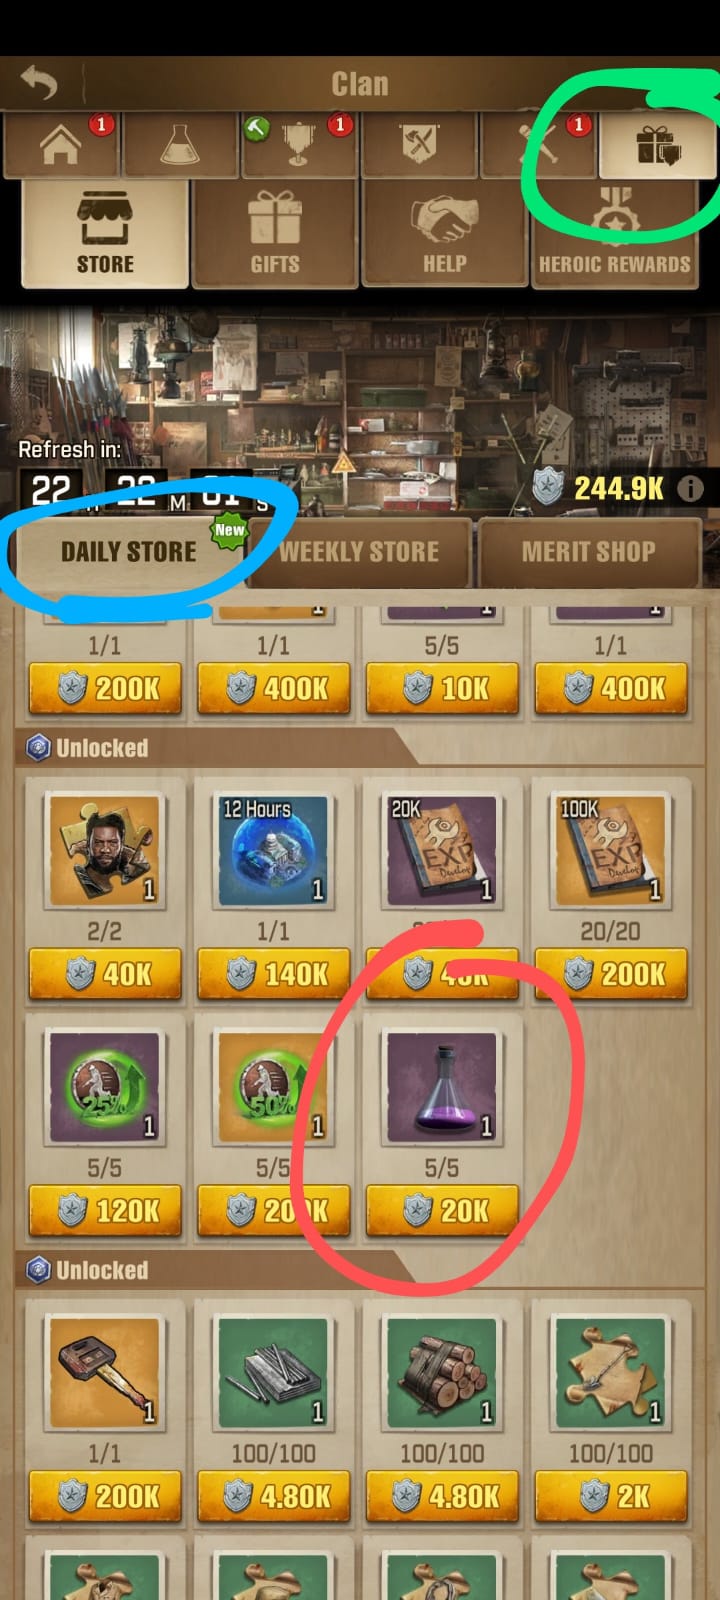 Clan
1
1
1
STORE
GIFTS
HELP
HEROIC REWARDS
Refresh in:
22 H 22 M 01 S
244.9K
i
DAILY STORE
New
WEEKLY STORE
MERIT SHOP
1
1
1
1/1
1/1
5/5
1/1
200K
400K
10K
400K
Unlocked
1
12 Hours
1
20K
EXP
1
100K
EXP
1
2/2
1/1
20/20
40K
140K
200K
25%
1
50%
1
1
5/5
5/5
5/5
120K
200K
20K
Unlocked
1
1
1
1
1/1
100/100
100/100
100/100
200K
4.80K
4.80K
2K